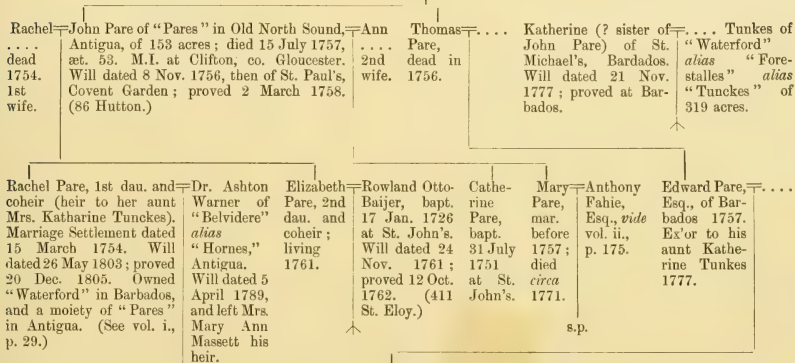 Rachel=John Pare of "Pares" in Old North Sound,=Ann
. . . . Antigua, of 153 acres ; died 15 July 1757, . . . .
dead æt. 53. M.I. at Clifton, co. Gloucester. 2nd
1754. Will dated 8 Nov. 1756, then of St. Paul's, wife.
1st Covent Garden ; proved 2 March 1758.
wife. (86 Hutton.)
Thomas=. . . .
Pare,
dead in
1756.
Katherine (? sister of=. . . . Tunkes of
John Pare) of St. "Waterford"
Michael's, Bardados. alias "Fore-
Will dated 21 Nov. stalles" alias
1777 ; proved at Bar- "Tunckes" of
bados. 319 acres.
Rachel Pare, 1st dau. and=Dr. Ashton
coheir (heir to her aunt Warner of
Mrs. Katharine Tunckes). "Belvidere"
Marriage Settlement dated alias
15 March 1754. Will "Hornes,"
dated 26 May 1803 ; proved Antigua.
20 Dec. 1805. Owned Will dated 5
"Waterford" in Barbados, April 1789,
and a moiety of "Pares" and left Mrs.
in Antigua. (See vol. i., Mary Ann
p. 29.) Massett his
heir.
Elizabeth=Rowland Otto-
Pare, 2nd Baijer, bapt.
dau. and 17 Jan. 1726
coheir ; at St. John's.
living Will dated 24
1761. Nov. 1761 ;
proved 12 Oct.
1762. (411
St. Eloy.)
Cathe-
rine
Pare,
bapt.
31 July
1751
at St.
John's.
Mary=Anthony
Pare, Fahie,
mar. Esq., vide
before vol. ii.,
1757 ; p. 175.
died
circa
1771.
s.p.
Edward Pare,=. . . .
Esq., of Bar-
bados 1757.
Ex'or to his
aunt Kathe-
rine Tunkes
1777.